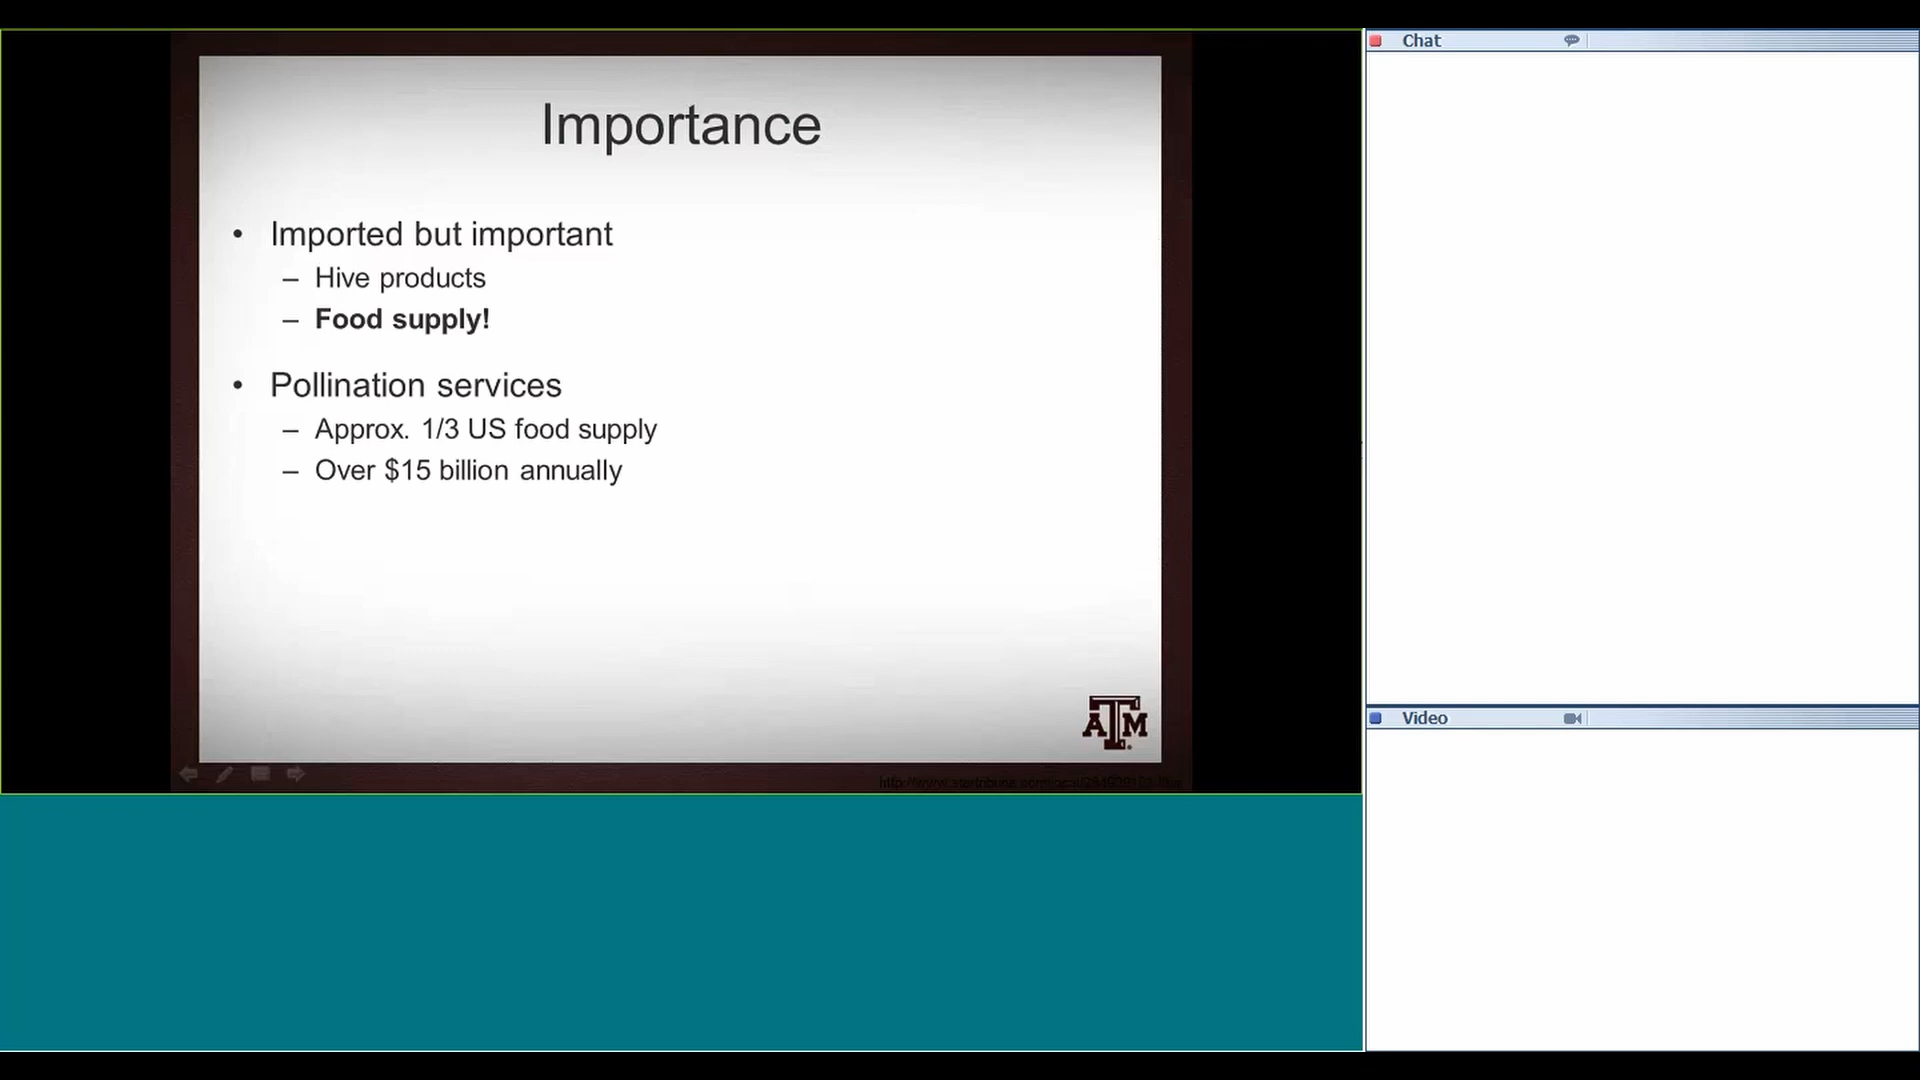 Importance
• Imported but important
– Hive products
– Food supply!
• Pollination services
– Approx. 1/3 US food supply
– Over $15 billion annually
ATM
Chat
Video